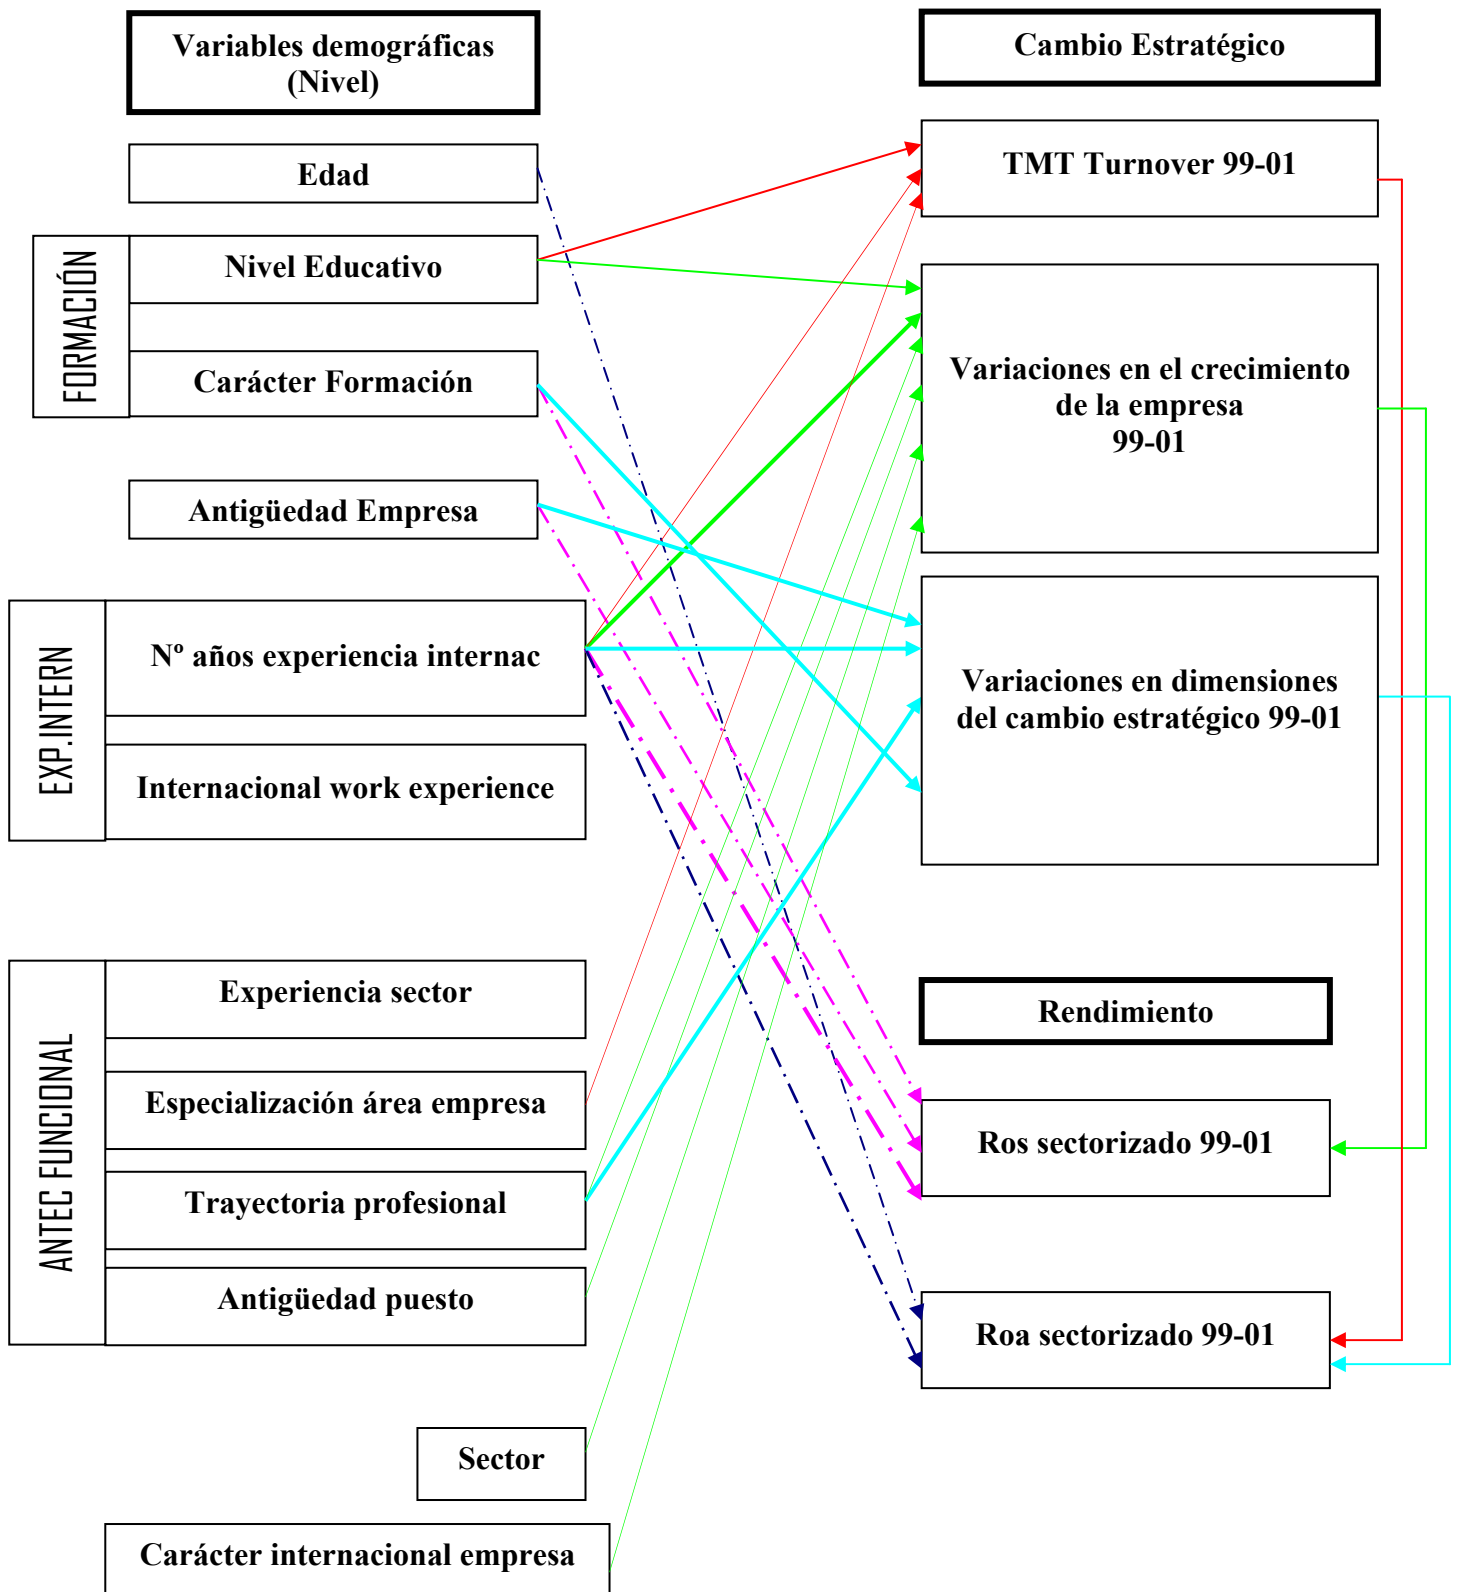 Variables demográficas
(Nivel)
Edad
FORMACIÓN
Nivel Educativo
Carácter Formación
Antigüedad Empresa
EXP.INTERN
Nº años experiencia internac
Internacional work experience
ANTEC FUNCIONAL
Experiencia sector
Especialización área empresa
Trayectoria profesional
Antigüedad puesto
Sector
Carácter internacional empresa
Cambio Estratégico
TMT Turnover 99-01
Variaciones en el crecimiento
de la empresa
99-01
Variaciones en dimensiones
del cambio estratégico 99-01
Rendimiento
Ros sectorizado 99-01
Roa sectorizado 99-01